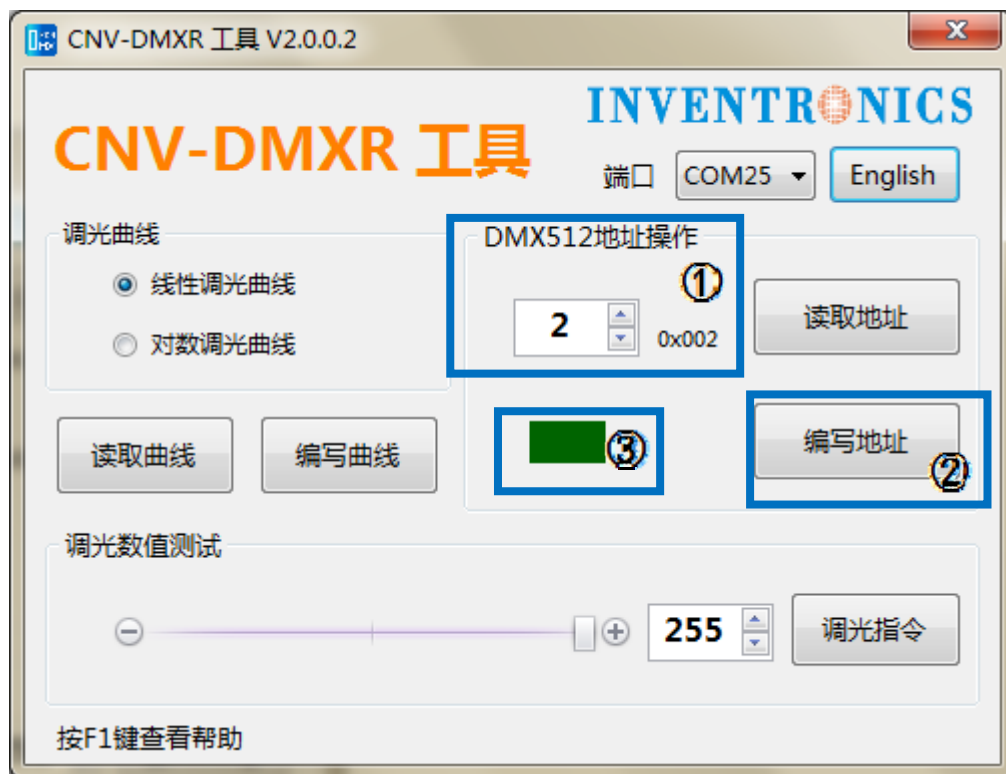 CNV-DMXR 工具 V2.0.0.2
INVENTRONICS
CNV-DMXR 工具
端口 COM25 English
调光曲线
线性调光曲线
对数调光曲线
读取曲线 编写曲线
DMX512地址操作
①
2 0x002 读取地址
③ 编写地址 ②
调光数值测试
255 调光指令
按F1键查看帮助